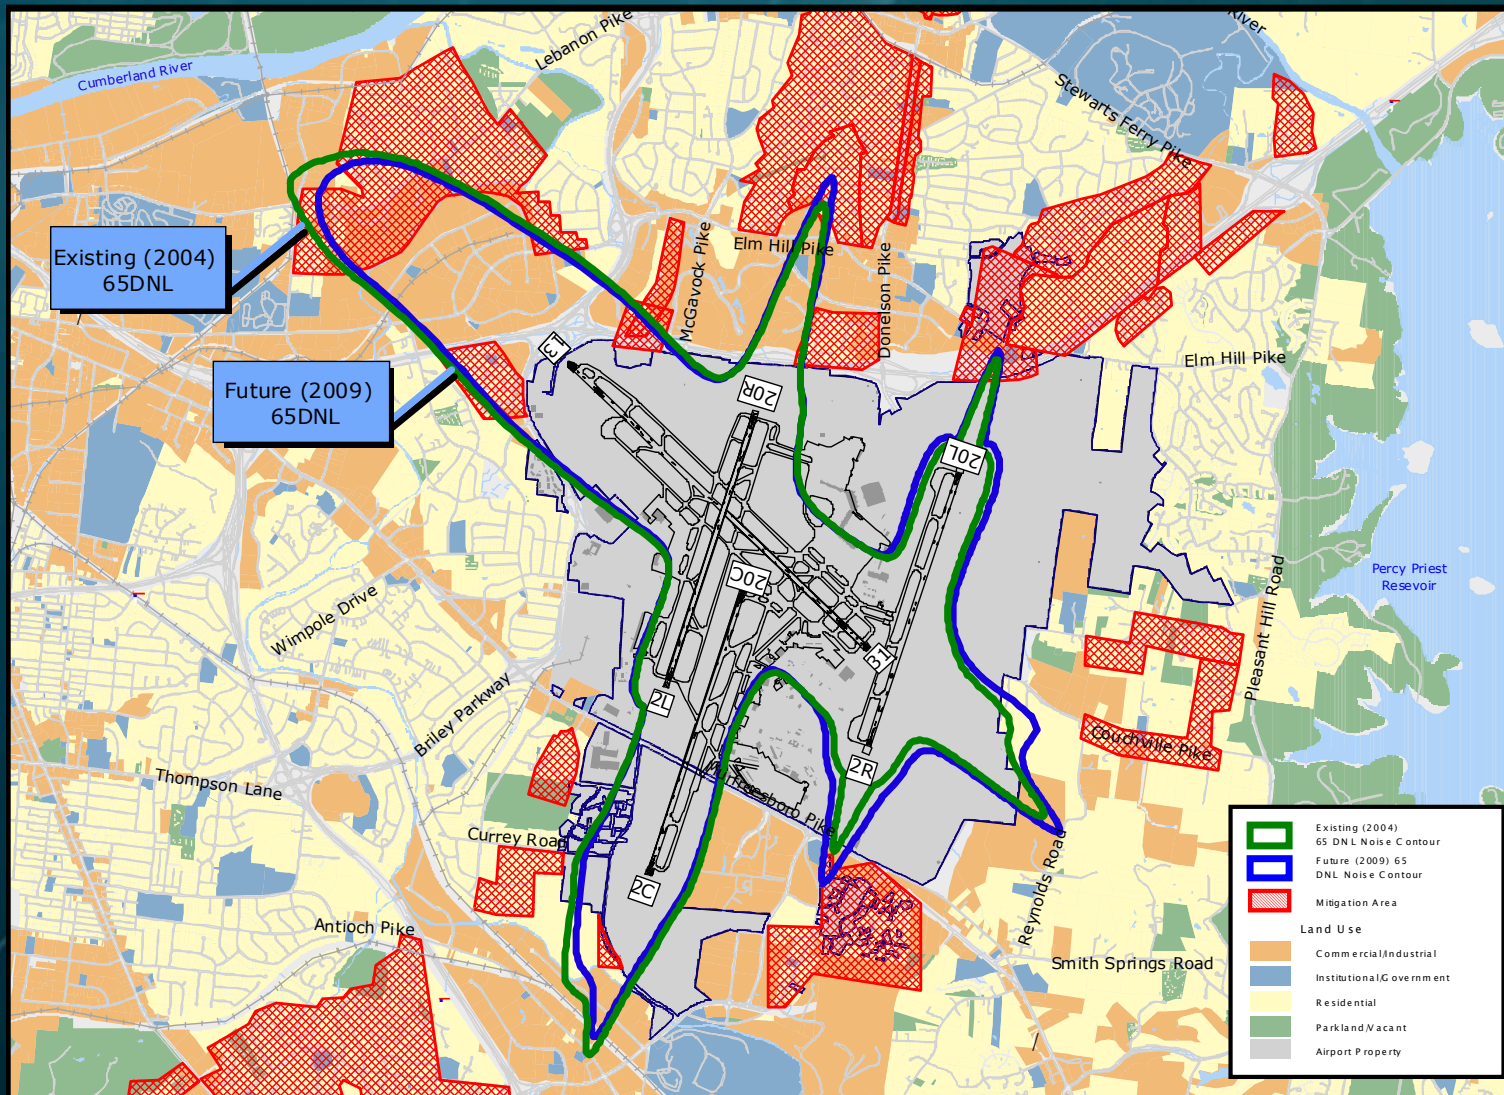 Lebanon Pike
River
Cumberland River
Stewarts Ferry Pike
Existing (2004)
65DNL
McGavock Pike
Elm Hill Pike
Donelson Pike
13
Elm Hill Pike
Future (2009)
65DNL
20R
20L
Percy Priest
Resevoir
20C
Wimpole Drive
31
Pleasant Hill Road
2L
Briley Parkway
Couchville Pike
2R
Murfreesboro Pike
Thompson Lane
Currey Road
2C
Reynolds Road
Antioch Pike
Smith Springs Road
Existing (2004)
65 DNL Noise Contour
Future (2009) 65
DNL Noise Contour
Mitigation Area
Land Use
Commercial/Industrial
Institutional/Government
Residential
Parkland/Vacant
Airport Property